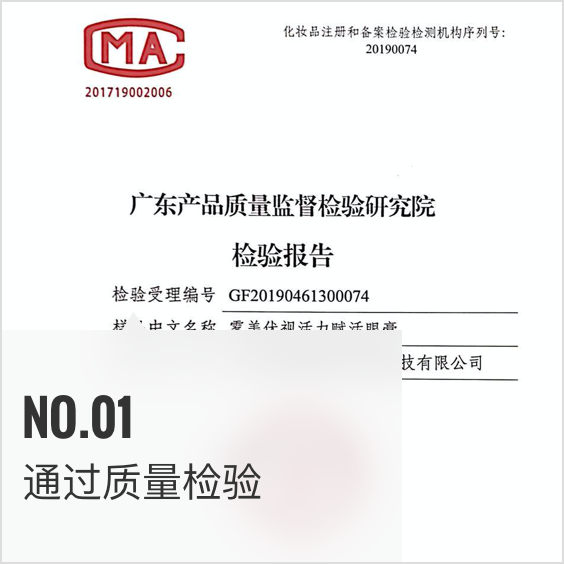 CMA
201719002006
化妆品注册和备案检验检测机构序列号:
2019074
广东产品质量监督检验研究院
检验报告
检验受理编号 GF20190461300074
样品中文名称
技有限公司
NO.01
通过质量检验